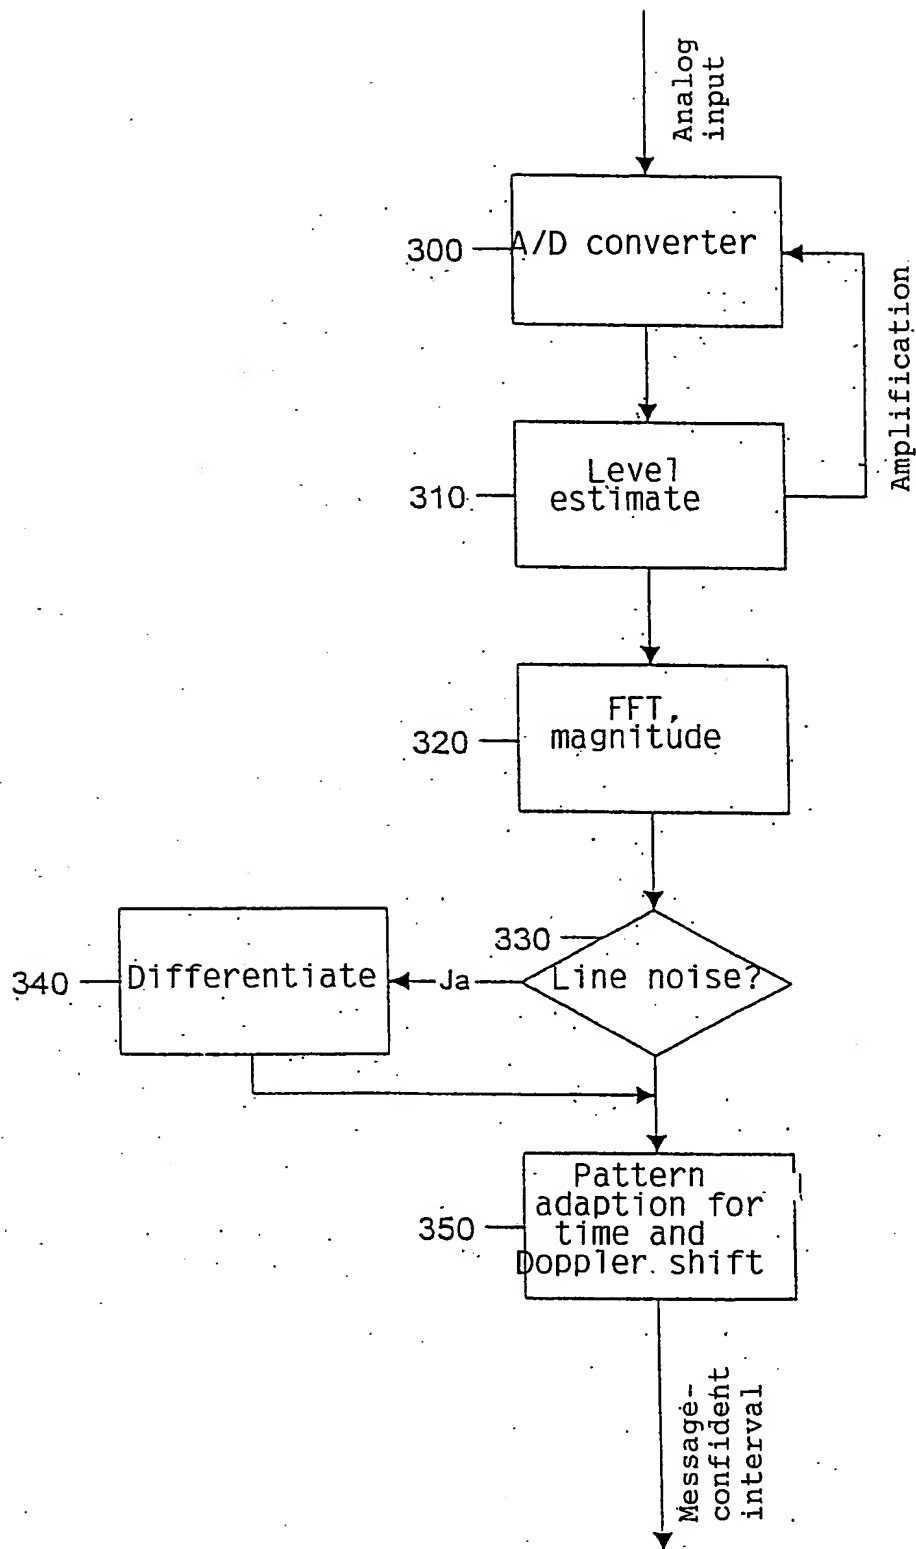 Analog
input
300
A/D converter
Amplification
310
Level
estimate
320
FFT,
magnitude
330
Line noise?
Ja
340
Differentiate
350
Pattern
adaption for
time and
Doppler shift
Message-
confident
interval